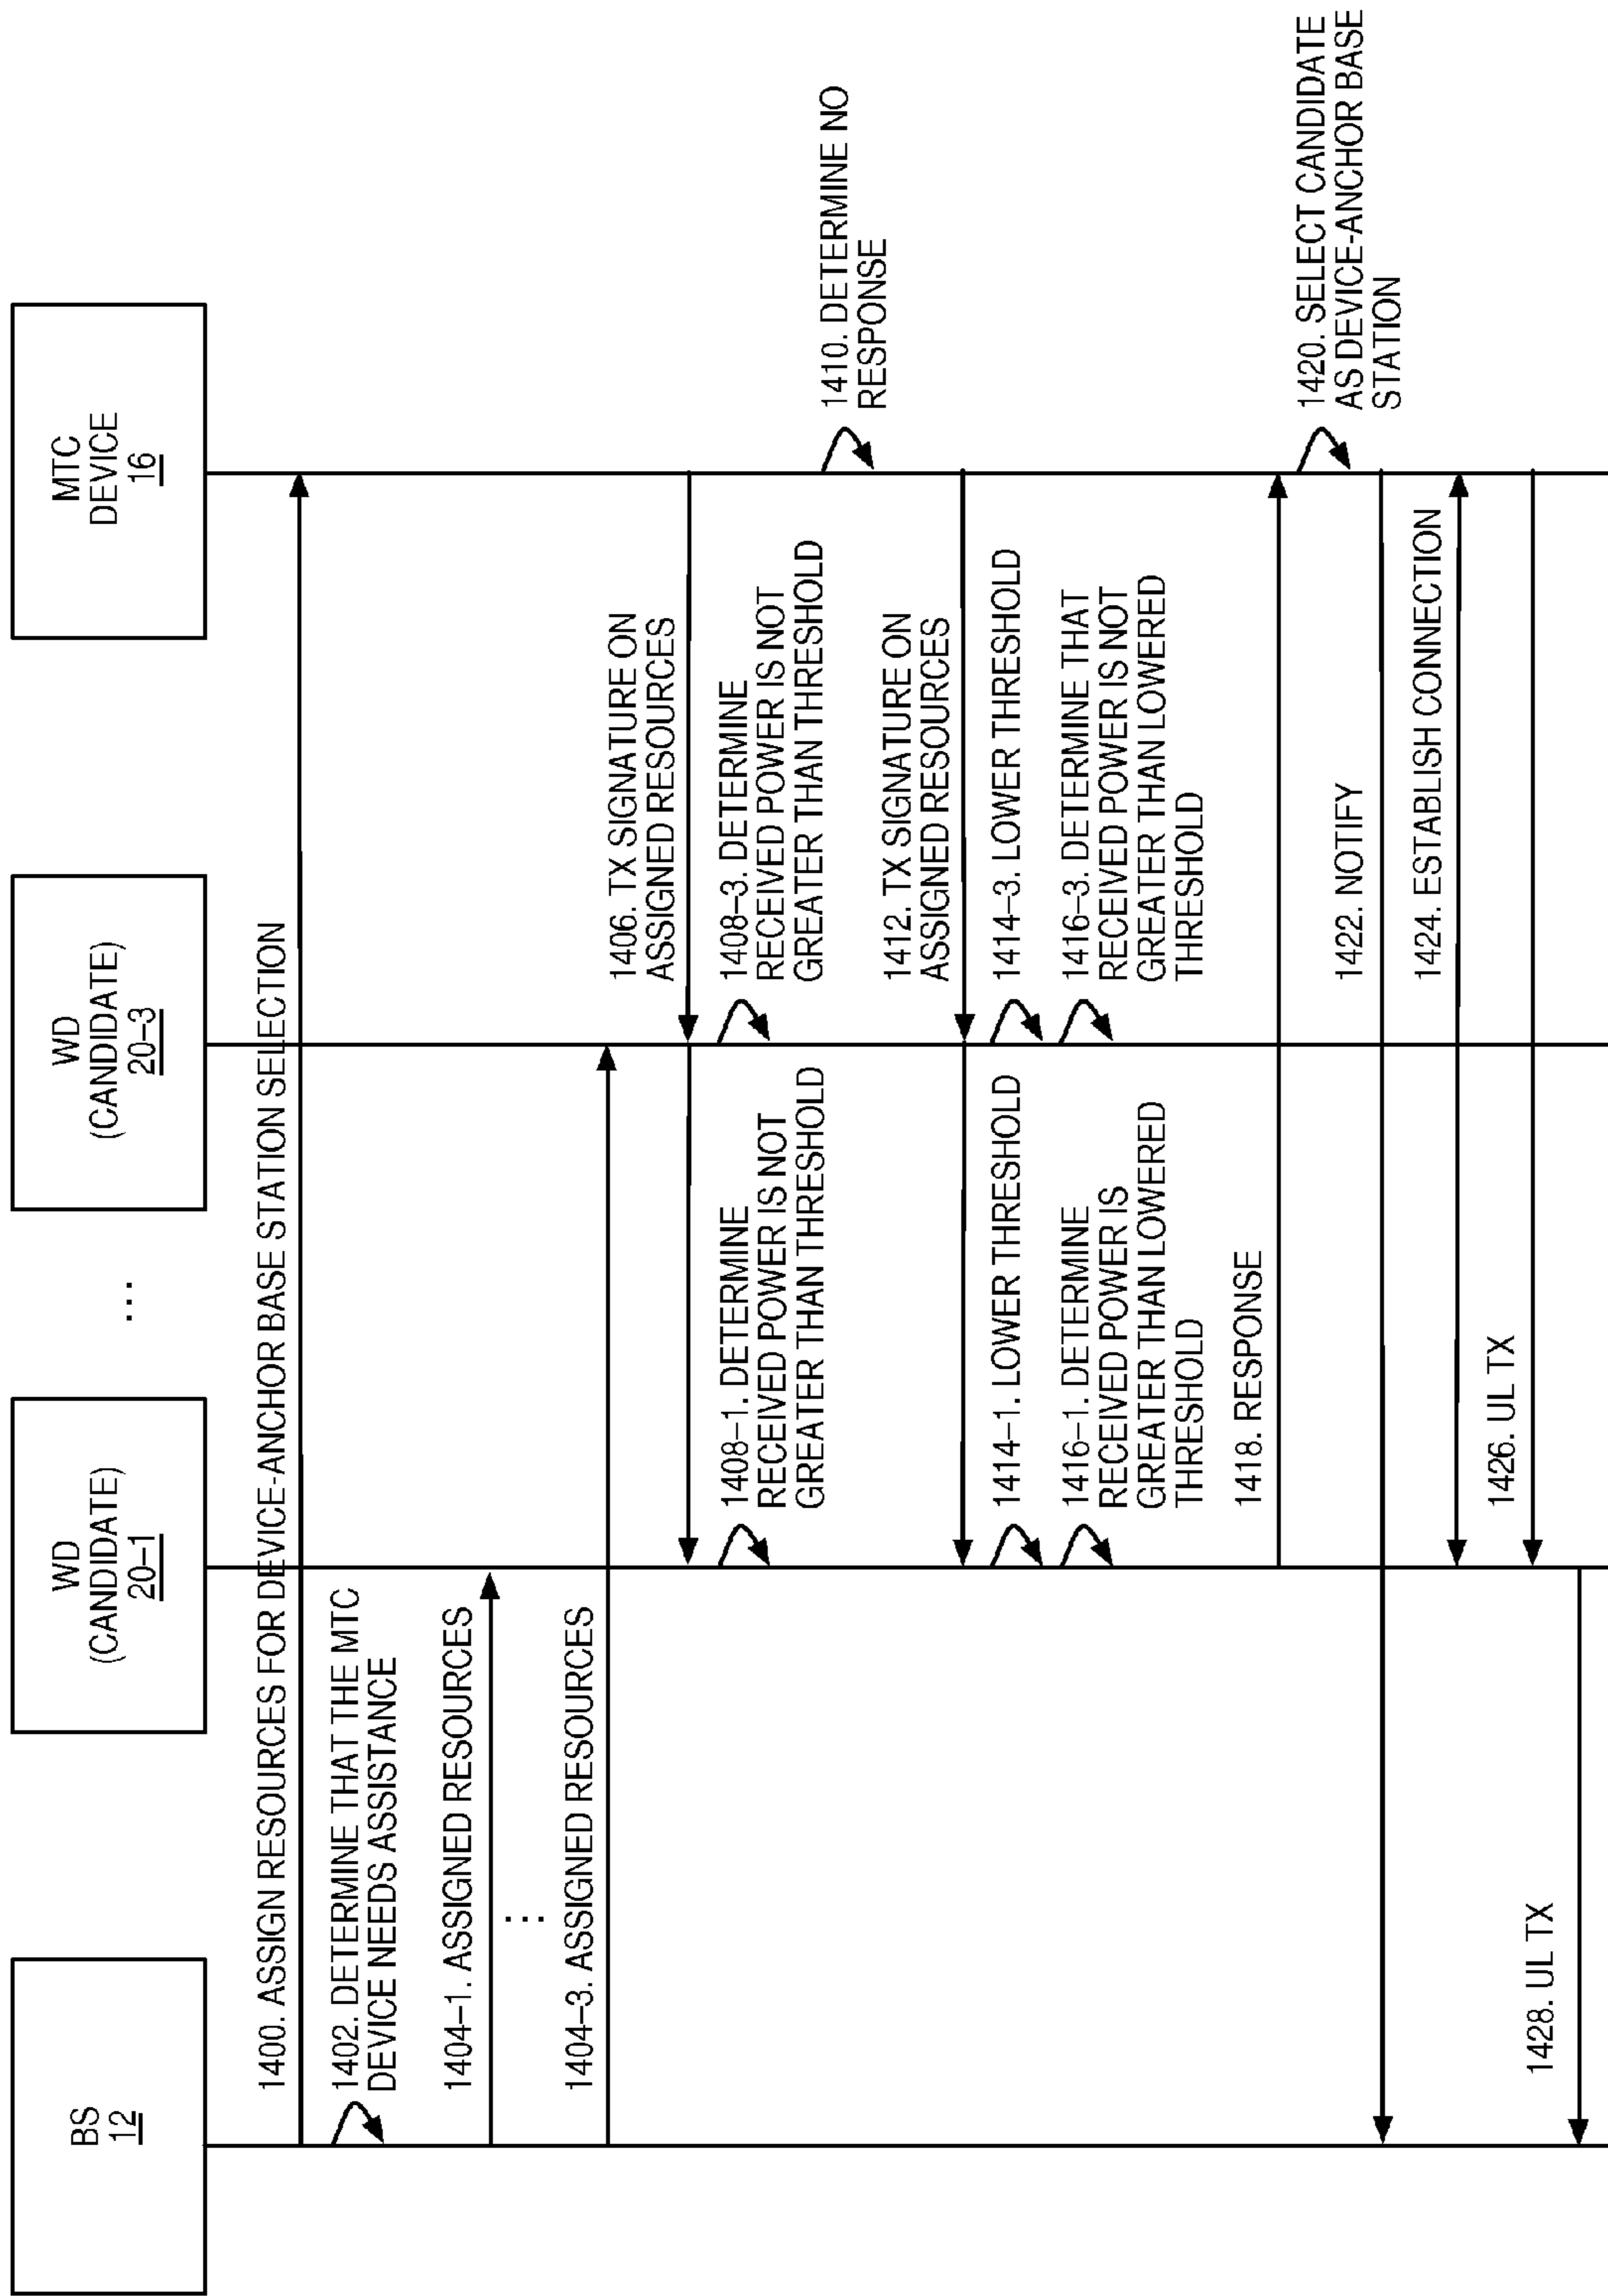 BS
12
WD
(CANDIDATE)
20-1
...
WD
(CANDIDATE)
20-3
MTC
DEVICE
16
1400. ASSIGN RESOURCES FOR DEVICE-ANCHOR BASE STATION SELECTION
1402. DETERMINE THAT THE MTC
DEVICE NEEDS ASSISTANCE
1404-1. ASSIGNED RESOURCES
...
1404-3. ASSIGNED RESOURCES
1406. TX SIGNATURE ON
ASSIGNED RESOURCES
1408-1. DETERMINE
RECEIVED POWER IS NOT
GREATER THAN THRESHOLD
1408-3. DETERMINE
RECEIVED POWER IS NOT
GREATER THAN THRESHOLD
1410. DETERMINE NO
RESPONSE
1412. TX SIGNATURE ON
ASSIGNED RESOURCES
1414-1. LOWER THRESHOLD
1414-3. LOWER THRESHOLD
1416-1. DETERMINE
RECEIVED POWER IS
GREATER THAN LOWERED
THRESHOLD
1416-3. DETERMINE THAT
RECEIVED POWER IS NOT
GREATER THAN LOWERED
THRESHOLD
1418. RESPONSE
1420. SELECT CANDIDATE
AS DEVICE-ANCHOR BASE
STATION
1422. NOTIFY
1424. ESTABLISH CONNECTION
1426. UL TX
1428. UL TX